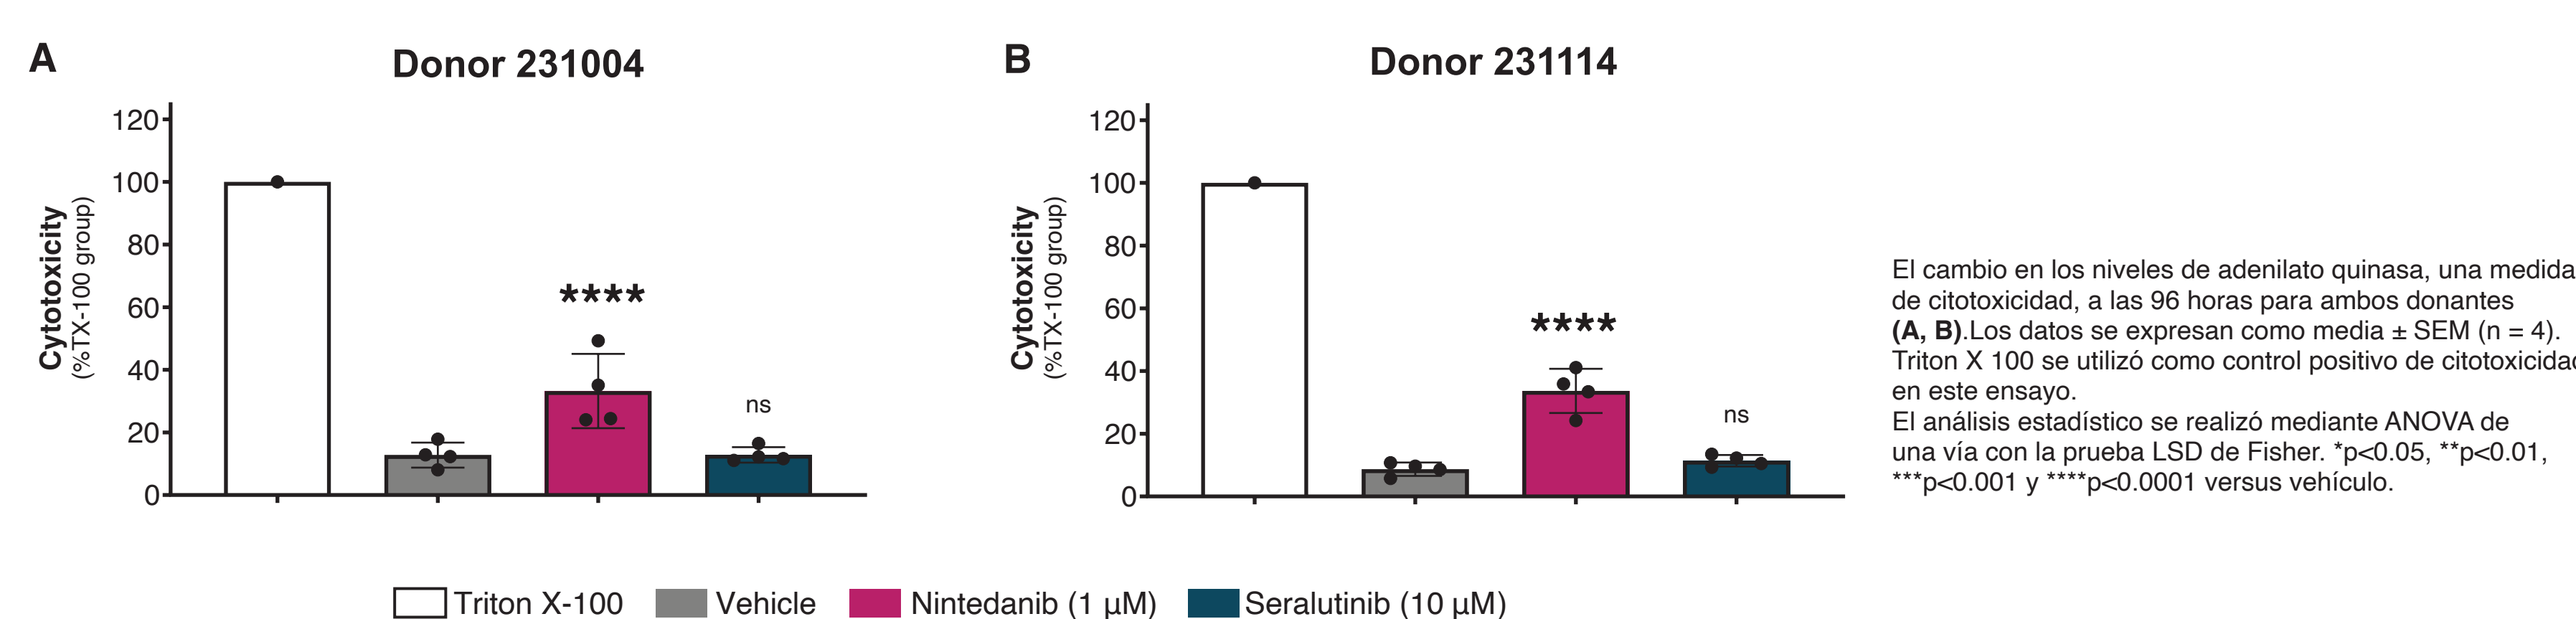 A
Donor 231004
Cytotoxicity
(%TX-100 group)
120
100
80
60
40
20
0
****
ns
B
Donor 231114
Cytotoxicity
(%TX-100 group)
120
100
80
60
40
20
0
****
ns
El cambio en los niveles de adenilato quinasa, una medida
de citotoxicidad, a las 96 horas para ambos donantes
(A, B).Los datos se expresan como media ± SEM (n = 4).
Triton X 100 se utilizó como control positivo de citotoxicidad
en este ensayo.
El análisis estadístico se realizó mediante ANOVA de
una vía con la prueba LSD de Fisher. *p<0.05, **p<0.01,
***p<0.001 y ****p<0.0001 versus vehículo.
Triton X-100 Vehicle Nintedanib (1 µM) Seralutinib (10 µM)